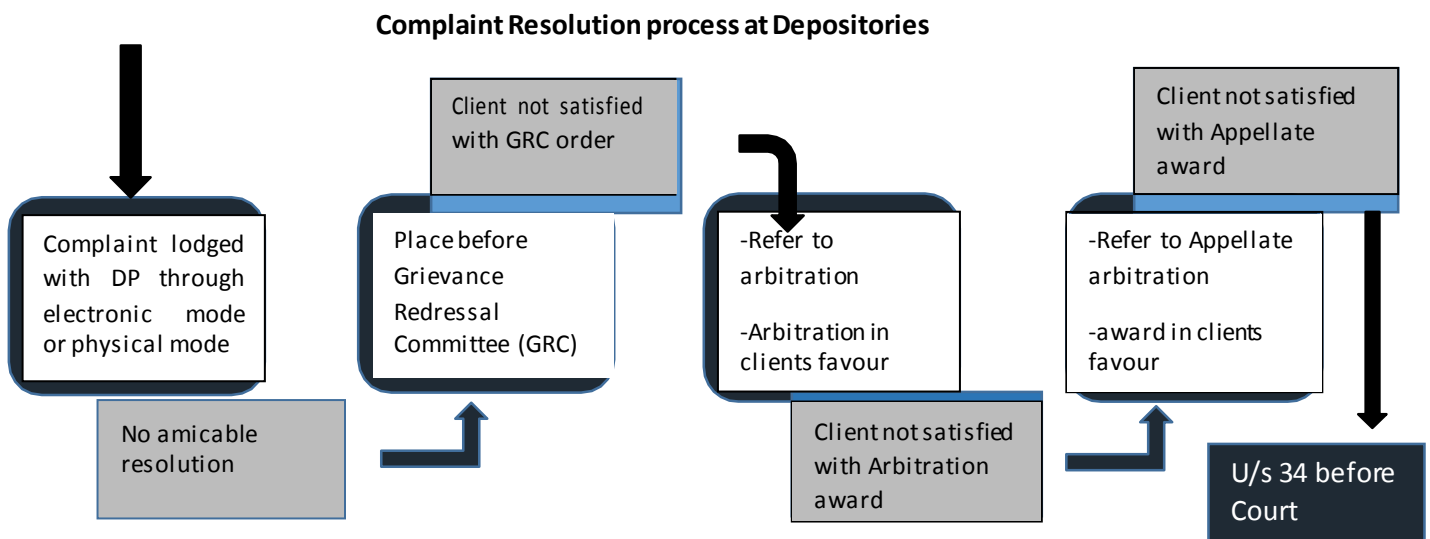 Complaint Resolution process at Depositories
Complaint lodged
with DP through
electronic mode
or physical mode
No amicable
resolution
Place before
Grievance
Redressal
Committee (GRC)
Client not satisfied
with GRC order
-Refer to
arbitration
-Arbitration in
clients favour
Client not satisfied
with Arbitration
award
-Refer to Appellate
arbitration
-award in clients
favour
Client not satisfied
with Appellate
award
U/s 34 before
Court